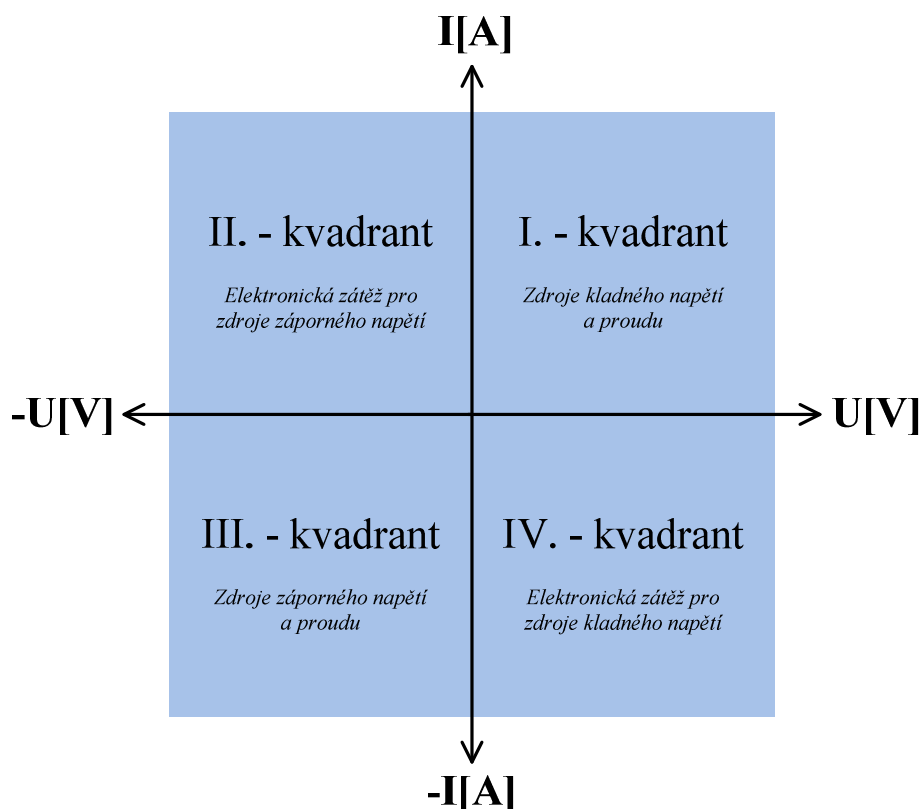 I[A]
II. - kvadrant
Elektronická zátěž pro
zdroje záporného napětí
I. - kvadrant
Zdroje kladného napětí
a proudu
-U[V]
U[V]
III. - kvadrant
Zdroje záporného napětí
a proudu
IV. - kvadrant
Elektronická zátěž pro
zdroje kladného napětí
-I[A]